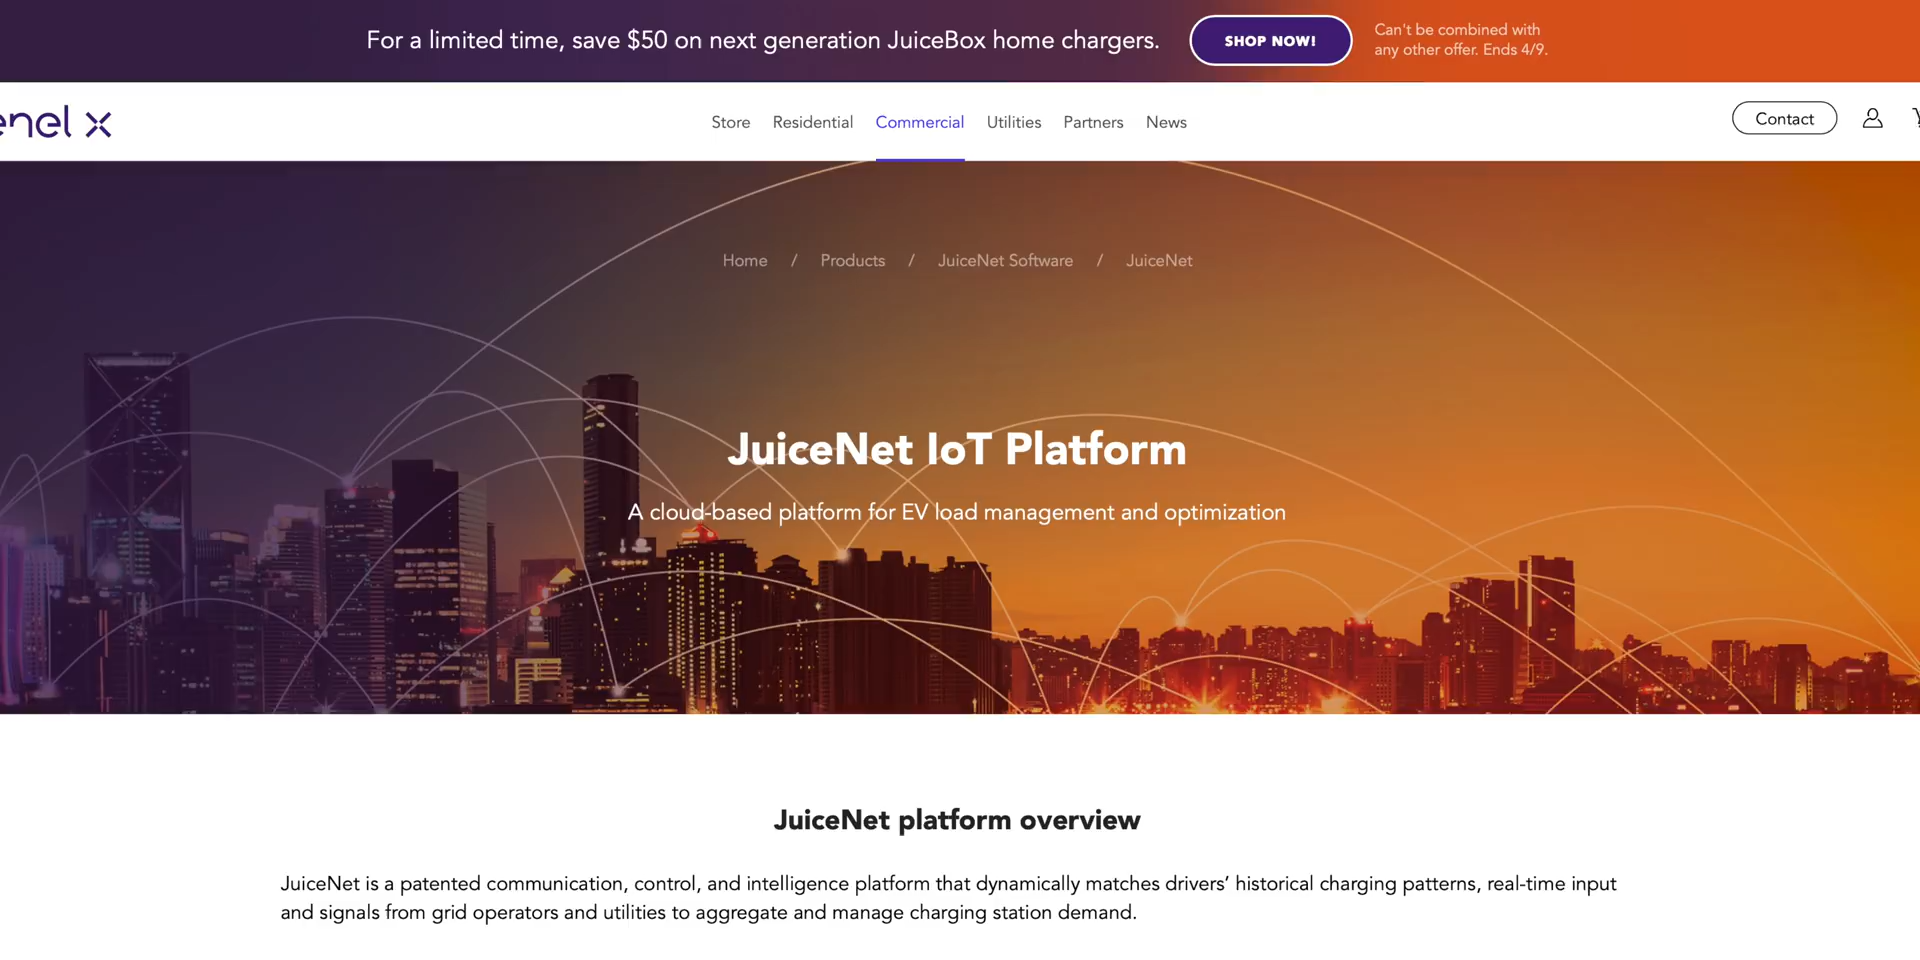 For a limited time, save $50 on next generation JuiceBox home chargers.
SHOP NOW!
Can't be combined with
any other offer. Ends 4/9.
enel x
Store Residential Commercial Utilities Partners News
Contact
Home / Products / JuiceNet Software / JuiceNet
JuiceNet IoT Platform
A cloud-based platform for EV load management and optimization
JuiceNet platform overview
JuiceNet is a patented communication, control, and intelligence platform that dynamically matches drivers’ historical charging patterns, real-time input
and signals from grid operators and utilities to aggregate and manage charging station demand.